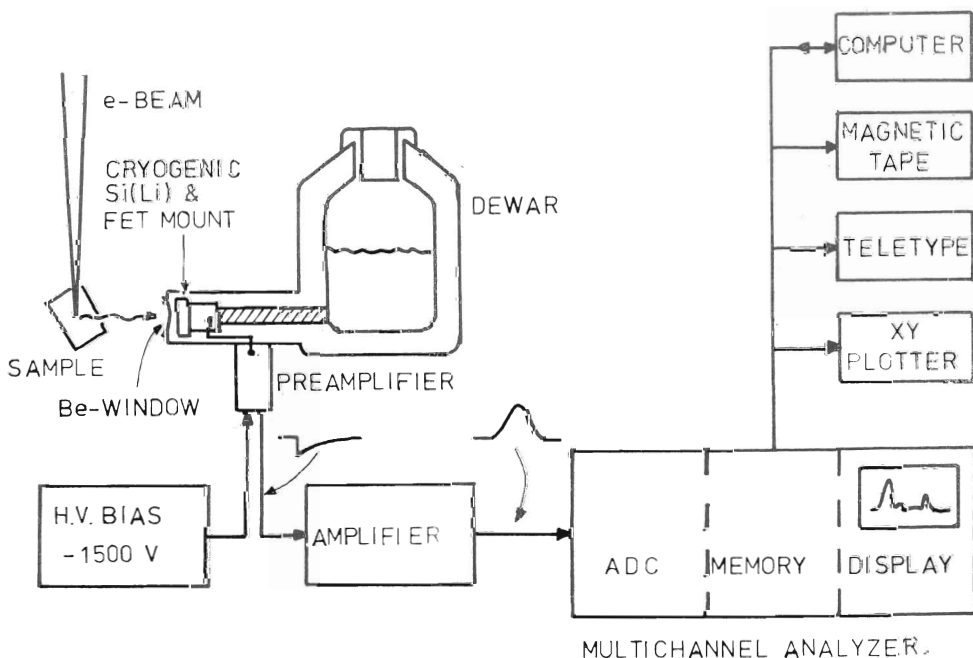 e-BEAM
CRYOGENIC
Si(Li) &
FET MOUNT
DEWAR
SAMPLE
Be-WINDOW
PREAMPLIFIER
H.V. BIAS
-1500 V
AMPLIFIER
ADC
MEMORY
DISPLAY
MULTICHANNEL ANALYZER.
COMPUTER
MAGNETIC
TAPE
TELETYPE
XY
PLOTTER